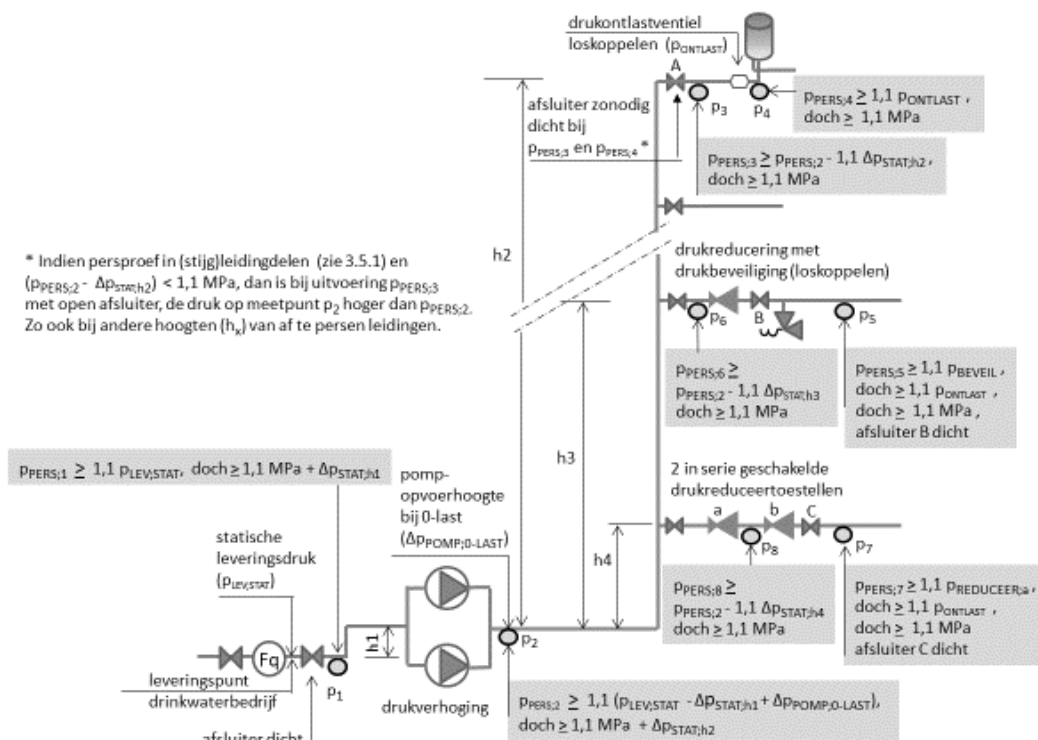 drukontlastventiel
loskoppelen (pONTLAST)
A
p3
p4
pPERS;4 ≥ 1,1 pONTLAST ,
doch ≥ 1,1 MPa
afsluiter zonodig
dicht bij
pPERS;3 en pPERS;4 *
pPERS;3 ≥ pPERS;2 - 1,1 ΔpSTAT;h2,
doch ≥ 1,1 MPa
h2
* Indien persproef in (stijg)leidingdelen (zie 3.5.1) en
(pPERS;2 - ΔpSTAT;h2) < 1,1 MPa, dan is bij uitvoering pPERS;3
met open afsluiter, de druk op meetpunt p2 hoger dan pPERS;2.
Zo ook bij andere hoogten (hx) van af te persen leidingen.
drukreducering met
drukbeveiliging (loskoppelen)
p6
B
p5
pPERS;6 ≥
pPERS;2 - 1,1 ΔpSTAT;h3
doch ≥ 1,1 MPa
pPERS;5 ≥ 1,1 pBEVEIL ,
doch ≥ 1,1 pONTLAST ,
doch ≥ 1,1 MPa ,
afsluiter B dicht
h3
pPERS;1 ≥ 1,1 pLEV;STAT, doch ≥ 1,1 MPa + ΔpSTAT;h1
pomp-
opvoerhoogte
bij 0-last
(ΔpPOMP;0-LAST)
2 in serie geschakelde
drukreduceertoestellen
a
b
C
p8
p7
h4
pPERS;8 ≥
pPERS;2 - 1,1 ΔpSTAT;h4
doch ≥ 1,1 MPa
pPERS;7 ≥ 1,1 pREDUCEER;a,
doch ≥ 1,1 pONTLAST ,
doch ≥ 1,1 MPa
afsluiter C dicht
statische
leveringsdruk
(pLEV;STAT)
Fq
p1
h1
p2
leveringspunt
drinkwaterbedrijf
drukverhoging
pPERS;2 ≥ 1,1 (pLEV;STAT - ΔpSTAT;h1 + ΔpPOMP;0-LAST),
doch ≥ 1,1 MPa + ΔpSTAT;h2
afsluiter dicht